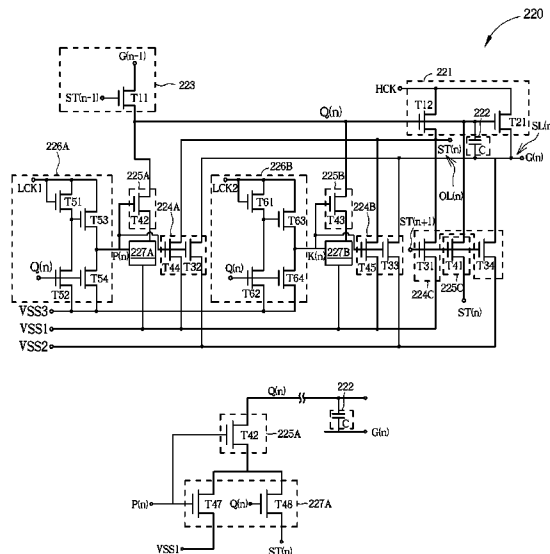 220
G(n-1)
223
ST(n-1)
T11
HCK
221
T12
T21
Q(n)
222
C
SL(n
ST(n)
G(n)
OL(n)
226A
LCK1
T51
T53
Q(n)
T52
T54
225A
T42
P(n)
227A
224A
T44
T32
226B
LCK2
T61
T63
Q(n)
T62
T64
225B
T43
K(n)
227B
224B
T45
T33
ST(n+1)
T31
T41
T34
224C
225C
ST(n)
VSS3
VSS1
VSS2
Q(n)
222
C
G(n)
T42
225A
P(n)
T47
Q(n)
T48
227A
VSS1
ST(n)